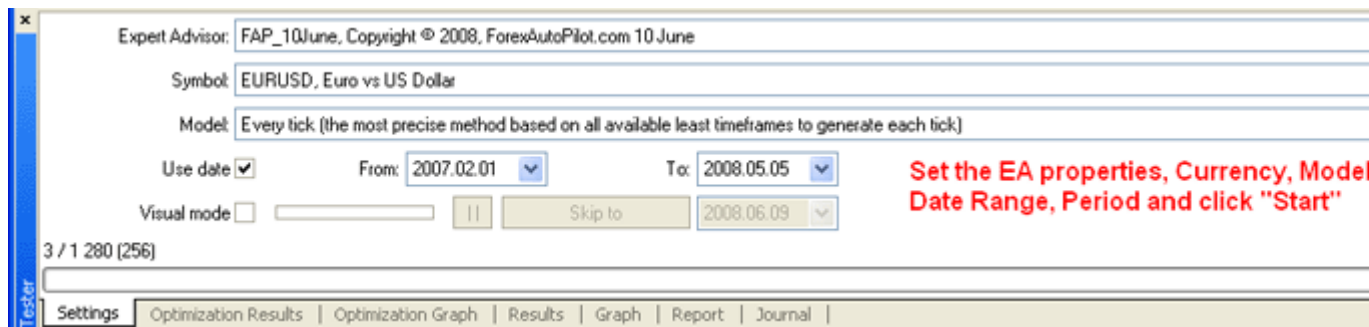 ×
Expert Advisor: FAP_10June, Copyright © 2008, ForexAutoPilot.com 10 June
Symbol: EURUSD, Euro vs US Dollar
Model: Every tick (the most precise method based on all available least timeframes to generate each tick)
Use date From: 2007.02.01 To: 2008.05.05
Set the EA properties, Currency, Model
Date Range, Period and click "Start"
Visual mode Skip to 2008.06.09
3 / 1 280 (256)
Tester
Settings | Optimization Results | Optimization Graph | Results | Graph | Report | Journal |